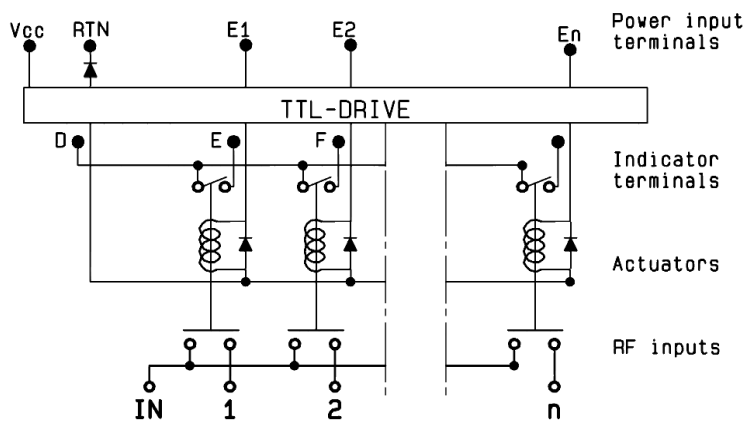 Vcc RTN E1 E2 En Power input
terminals
TTL-DRIVE
D E F Indicator
terminals
Actuators
RF inputs
IN 1 2 n